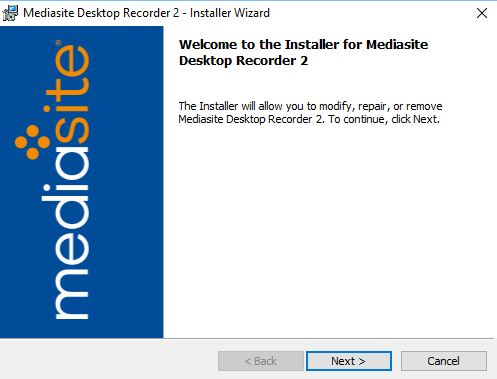 Mediasite Desktop Recorder 2 - Installer Wizard
Welcome to the Installer for Mediasite
Desktop Recorder 2
The Installer will allow you to modify, repair, or remove
Mediasite Desktop Recorder 2. To continue, click Next.
mediasite®
< Back
Next >
Cancel